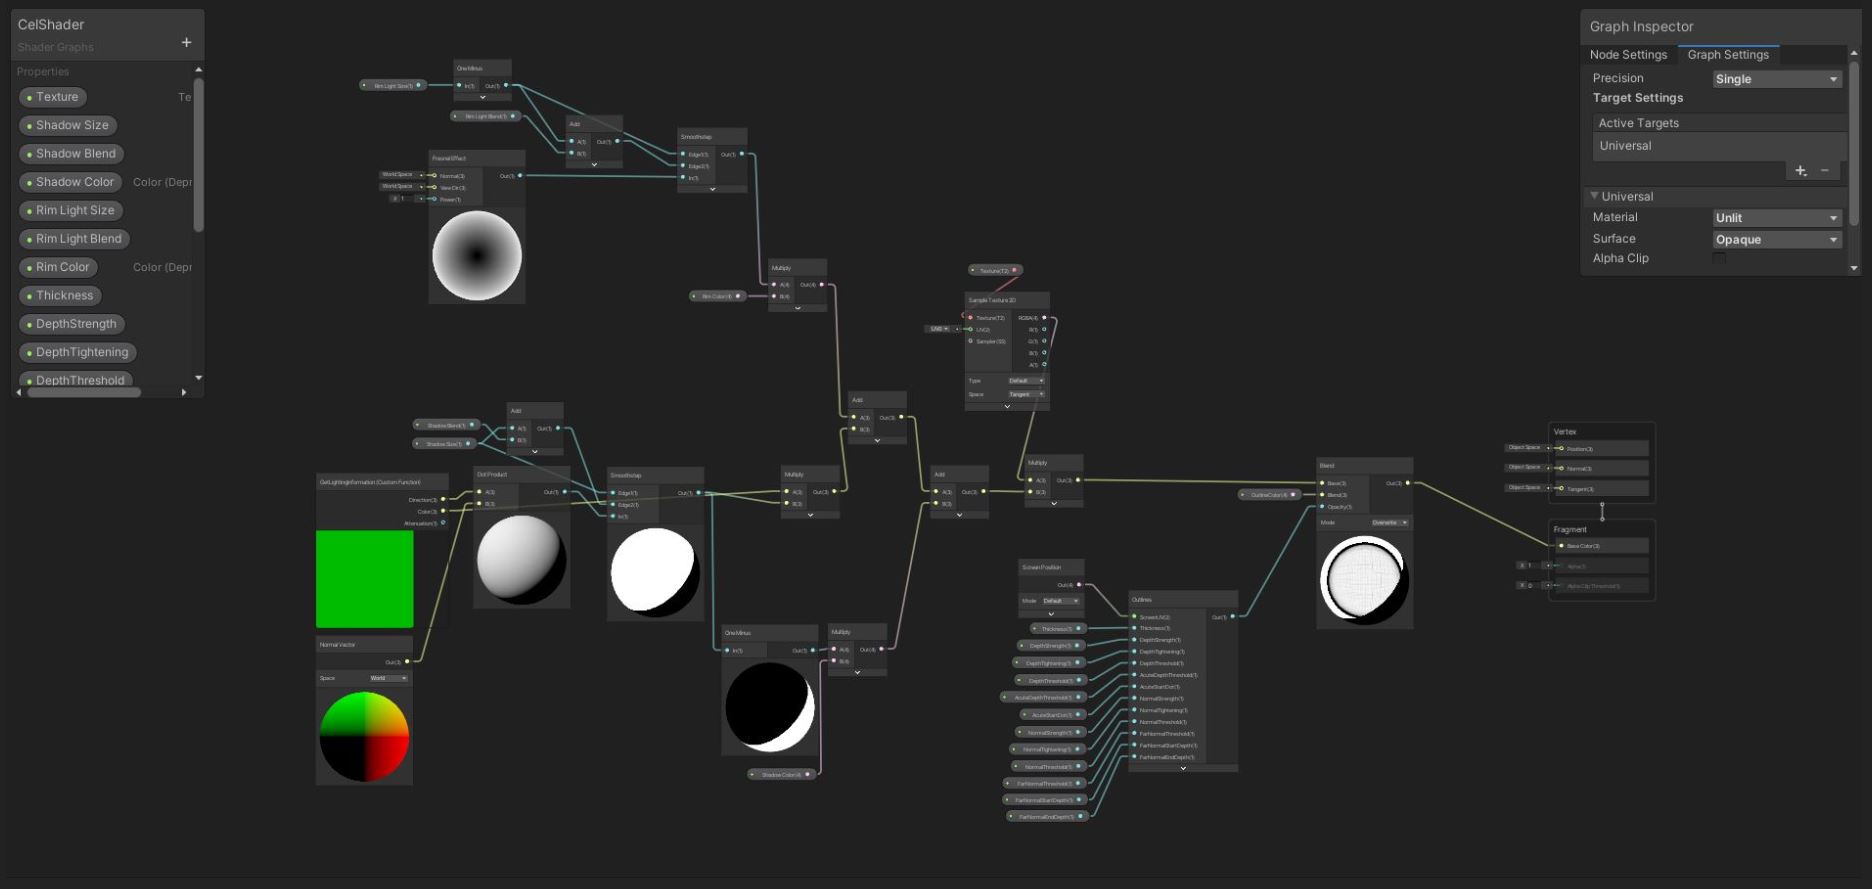 CelShader
Shader Graphs
+
Properties
Texture Te
Shadow Size
Shadow Blend
Shadow Color Color (Depr
Rim Light Size
Rim Light Blend
Rim Color Color (Depr
Thickness
DepthStrength
DepthTightening
DepthThreshold
Graph Inspector
Node Settings Graph Settings
Precision Single
Target Settings
Active Targets
Universal
+ −
Universal
Material Unlit
Surface Opaque
Alpha Clip
One Minus
Rim Light Size(1)
In(1) Out(1)
Rim Light Blend(1)
Add
A(1) Out(1)
B(1)
Smoothstep
Edge1(1) Out(1)
Edge2(1)
In(1)
Fresnel Effect
World Space Normal(3) Out(1)
World Space View Dir(3)
X 1 Power(1)
Multiply
A(4) Out(4)
B(4)
Rim Color(4)
Texture(T2)
Sample Texture 2D
Texture(T2) RGBA(4)
UV0 UV(2) R(1)
Sampler(SS) G(1)
B(1)
A(1)
Type Default
Space Tangent
Add
A(3) Out(3)
B(3)
Shadow Blend(1)
Shadow Size(1)
Add
A(1) Out(1)
B(1)
GetLightingInformation (Custom Function)
Direction(3)
Color(3)
Attenuation(1)
Dot Product
A(3) Out(1)
B(3)
Smoothstep
Edge1(1) Out(1)
Edge2(1)
In(1)
Multiply
A(3) Out(3)
B(3)
Add
A(3) Out(3)
B(3)
Multiply
A(3) Out(3)
B(3)
Normal Vector
Out(3)
Space World
One Minus
In(1) Out(1)
Multiply
A(4) Out(4)
B(4)
Shadow Color(4)
Screen Position
Out(4)
Mode Default
Thickness(1)
DepthStrength(1)
DepthTightening(1)
DepthThreshold(1)
AcuteDepthThreshold(1)
AcuteStartDot(1)
NormalStrength(1)
NormalTightening(1)
NormalThreshold(1)
FarNormalThreshold(1)
FarNormalStartDepth(1)
FarNormalEndDepth(1)
Outlines
ScreenUV(2) Out(1)
Thickness(1)
DepthStrength(1)
DepthTightening(1)
DepthThreshold(1)
AcuteDepthThreshold(1)
AcuteStartDot(1)
NormalStrength(1)
NormalTightening(1)
NormalThreshold(1)
FarNormalThreshold(1)
FarNormalStartDepth(1)
FarNormalEndDepth(1)
OutlineColor(4)
Blend
Base(3) Out(3)
Blend(3)
Opacity(1)
Mode Overwrite
Vertex
Object Space Position(3)
Object Space Normal(3)
Object Space Tangent(3)
Fragment
Base Color(3)
X 1 Alpha(1)
X 0 Alpha Clip Threshold(1)